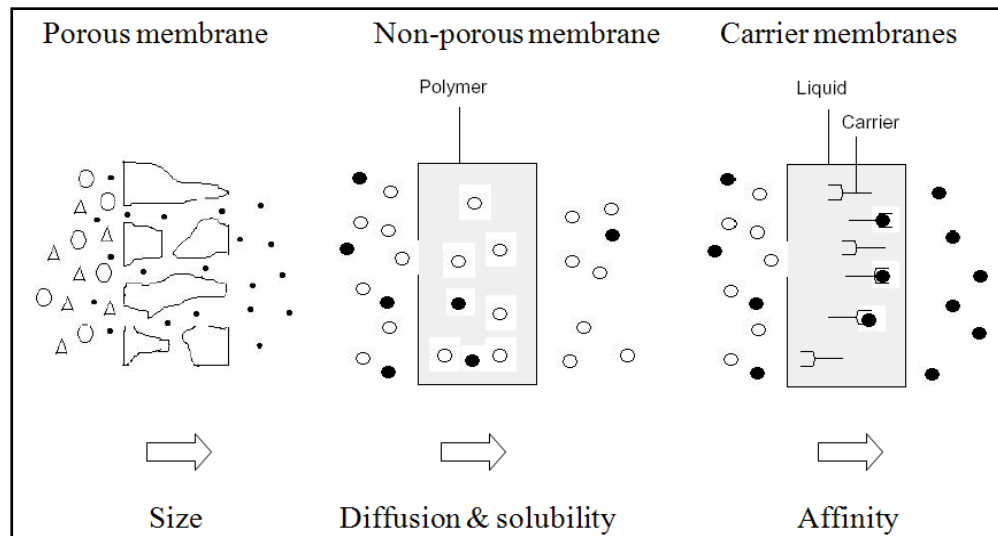 Porous membrane
Non-porous membrane
Carrier membranes
Polymer
Liquid
Carrier
Size
Diffusion & solubility
Affinity